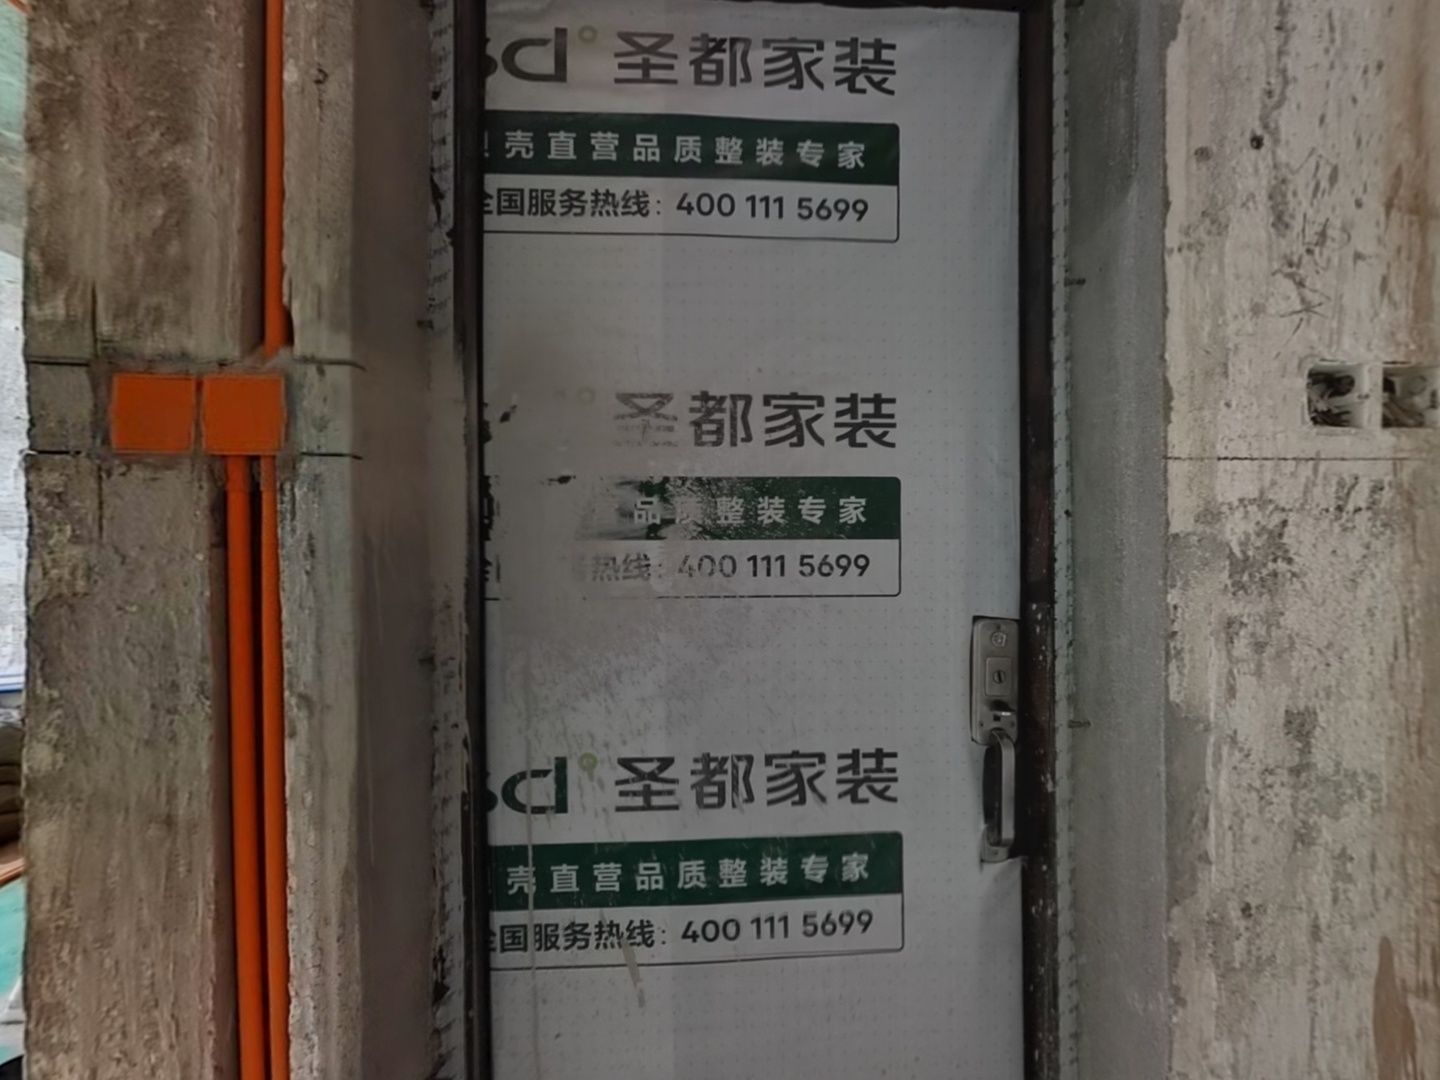 sd 圣都家装
壳直营品质整装专家
全国服务热线：400 111 5699
圣都家装
品质整装专家
热线：400 111 5699
sd 圣都家装
壳直营品质整装专家
全国服务热线：400 111 5699